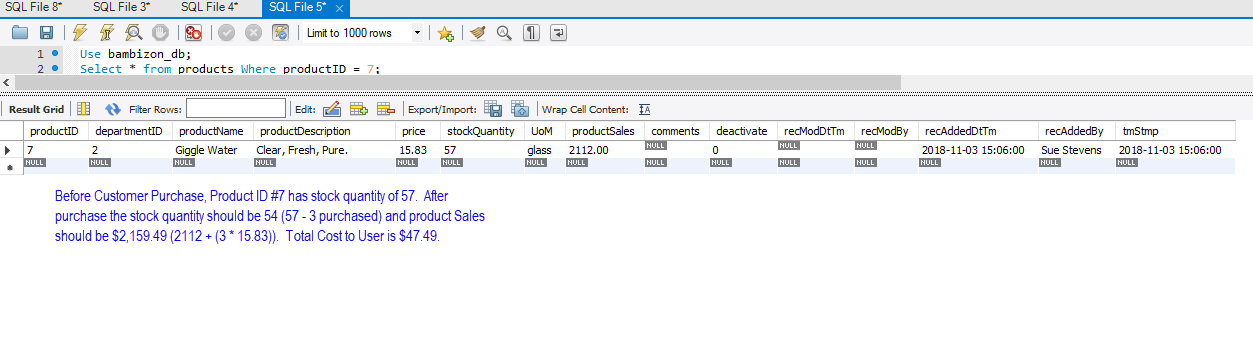 SQL File 8* SQL File 3* SQL File 4* SQL File 5* ×
Limit to 1000 rows
1 Use bambizon_db;
2 Select * from products Where productID = 7;
Result Grid Filter Rows: Edit: Export/Import: Wrap Cell Content: IA
productID departmentID productName productDescription price stockQuantity UoM productSales comments deactivate recModDtTm recModBy recAddedDtTm recAddedBy tmStmp
7 2 Giggle Water Clear, Fresh, Pure. 15.83 57 glass 2112.00 NULL 0 NULL NULL 2018-11-03 15:06:00 Sue Stevens 2018-11-03 15:06:00
NULL NULL NULL NULL NULL NULL NULL NULL NULL NULL NULL NULL NULL NULL NULL
Before Customer Purchase, Product ID #7 has stock quantity of 57. After
purchase the stock quantity should be 54 (57 - 3 purchased) and product Sales
should be $2,159.49 (2112 + (3 * 15.83)). Total Cost to User is $47.49.